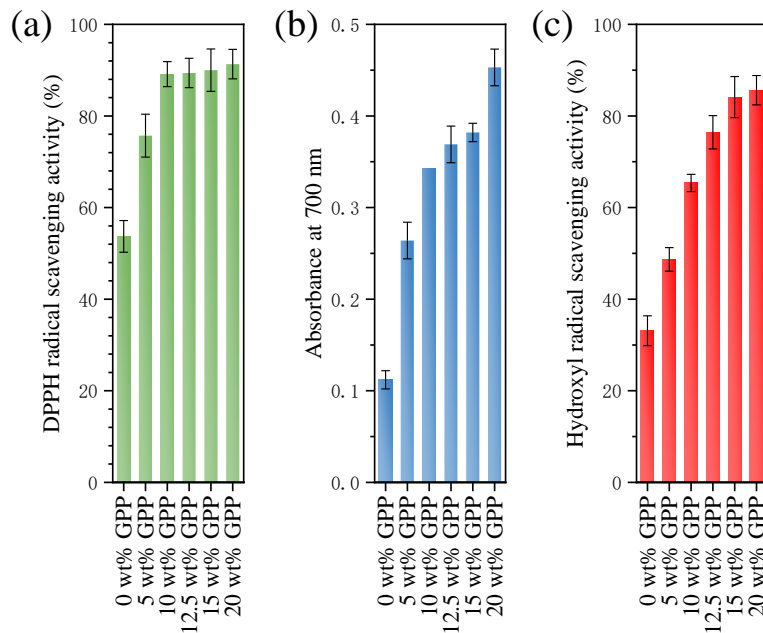 (a)
DPPH radical scavenging activity (%)
100
80
60
40
20
0
0 wt% GPP
5 wt% GPP
10 wt% GPP
12.5 wt% GPP
15 wt% GPP
20 wt% GPP
(b)
Absorbance at 700 nm
0.5
0.4
0.3
0.2
0.1
0.0
0 wt% GPP
5 wt% GPP
10 wt% GPP
12.5 wt% GPP
15 wt% GPP
20 wt% GPP
(c)
Hydroxyl radical scavenging activity (%)
100
80
60
40
20
0
0 wt% GPP
5 wt% GPP
10 wt% GPP
12.5 wt% GPP
15 wt% GPP
20 wt% GPP